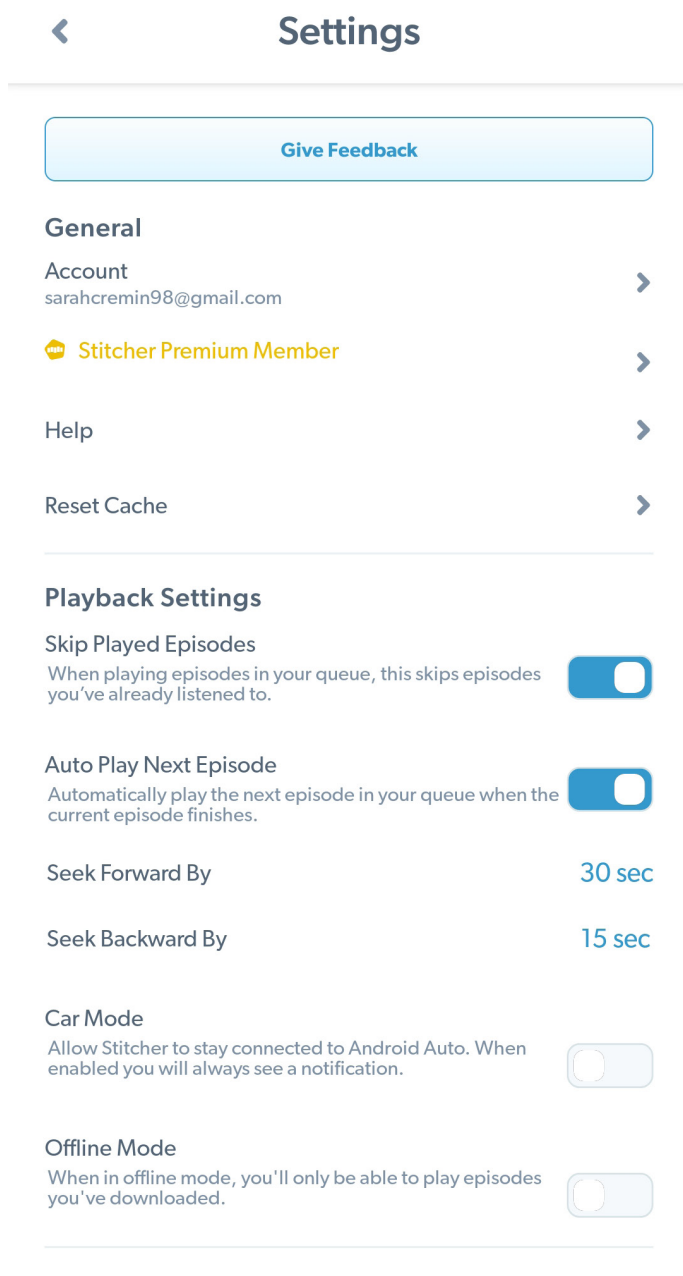 Settings
Give Feedback
General
Account
sarahcremin98@gmail.com
Stitcher Premium Member
Help
Reset Cache
Playback Settings
Skip Played Episodes
When playing episodes in your queue, this skips episodes
you’ve already listened to.
Auto Play Next Episode
Automatically play the next episode in your queue when the
current episode finishes.
Seek Forward By
30 sec
Seek Backward By
15 sec
Car Mode
Allow Stitcher to stay connected to Android Auto. When
enabled you will always see a notification.
Offline Mode
When in offline mode, you'll only be able to play episodes
you've downloaded.